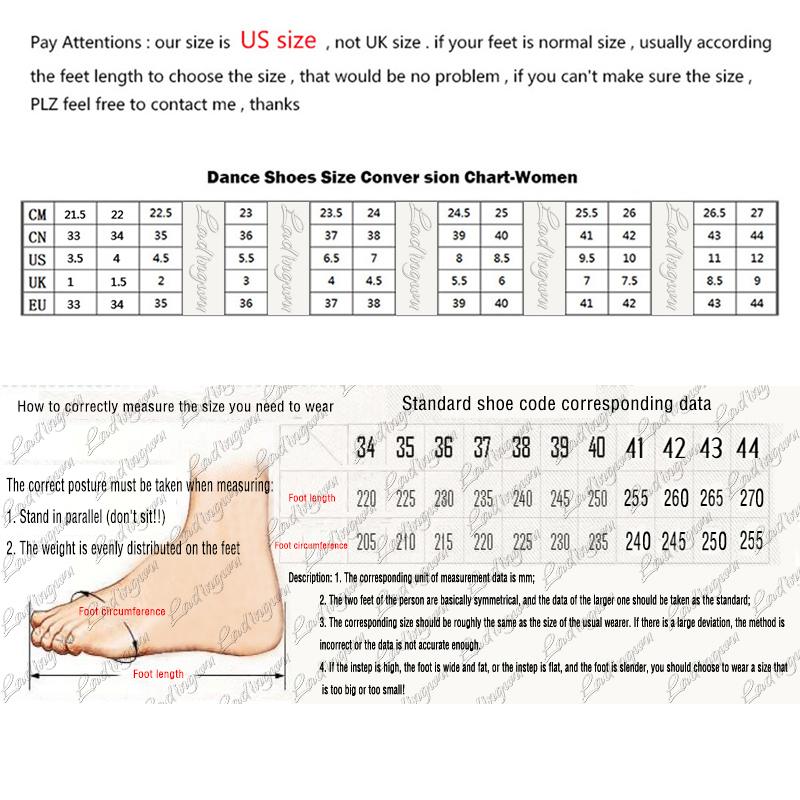 Pay Attentions : our size is US size , not UK size . if your feet is normal size , usually according
the feet length to choose the size , that would be no problem , if you can't make sure the size ,
PLZ feel free to contact me , thanks
Dance Shoes Size Conver sion Chart-Women
CM 21.5 22 22.5 23 23.5 24 24.5 25 25.5 26 26.5 27
CN 33 34 35 36 37 38 39 40 41 42 43 44
US 3.5 4 4.5 5.5 6.5 7 8 8.5 9.5 10 11 12
UK 1 1.5 2 3 4 4.5 5.5 6 7 7.5 8.5 9
EU 33 34 35 36 37 38 39 40 41 42 43 44
How to correctly measure the size you need to wear
Standard shoe code corresponding data
34 35 36 37 38 39 40 41 42 43 44
Foot length 220 225 230 235 240 245 250 255 260 265 270
Foot circumference 205 210 215 220 225 230 235 240 245 250 255
The correct posture must be taken when measuring:
1. Stand in parallel (don't sit!!)
2. The weight is evenly distributed on the feet
Foot circumference
Foot length
Description: 1. The corresponding unit of measurement data is mm;
2. The two feet of the person are basically symmetrical, and the data of the larger one should be taken as the standard;
3. The corresponding size should be roughly the same as the size of the usual wearer. If there is a large deviation, the method is
incorrect or the data is not accurate enough.
4. If the instep is high, the foot is wide and fat, or the instep is flat, and the foot is slender, you should choose to wear a size that
is too big or too small!